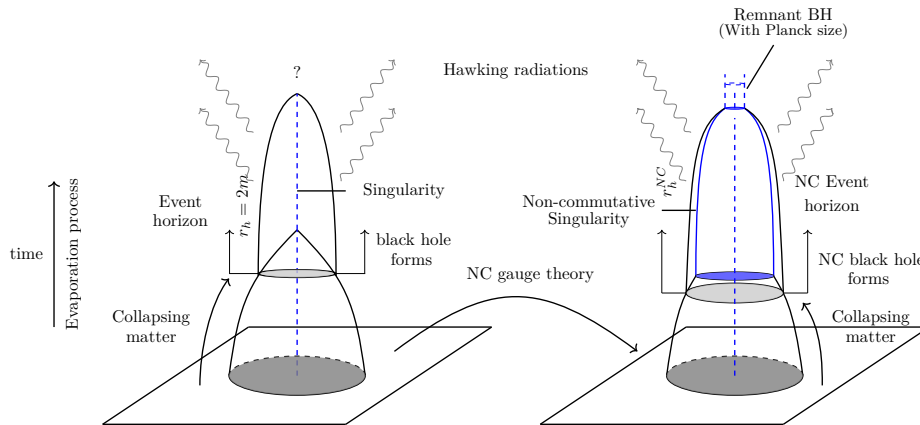 Remnant BH
(With Planck size)
?
Hawking radiations
Event
horizon
r_h = 2m
Singularity
r_h^{NC}
Non-commutative
Singularity
NC Event
horizon
time
Evaporation process
black hole
forms
NC gauge theory
NC black hole
forms
Collapsing
matter
Collapsing
matter